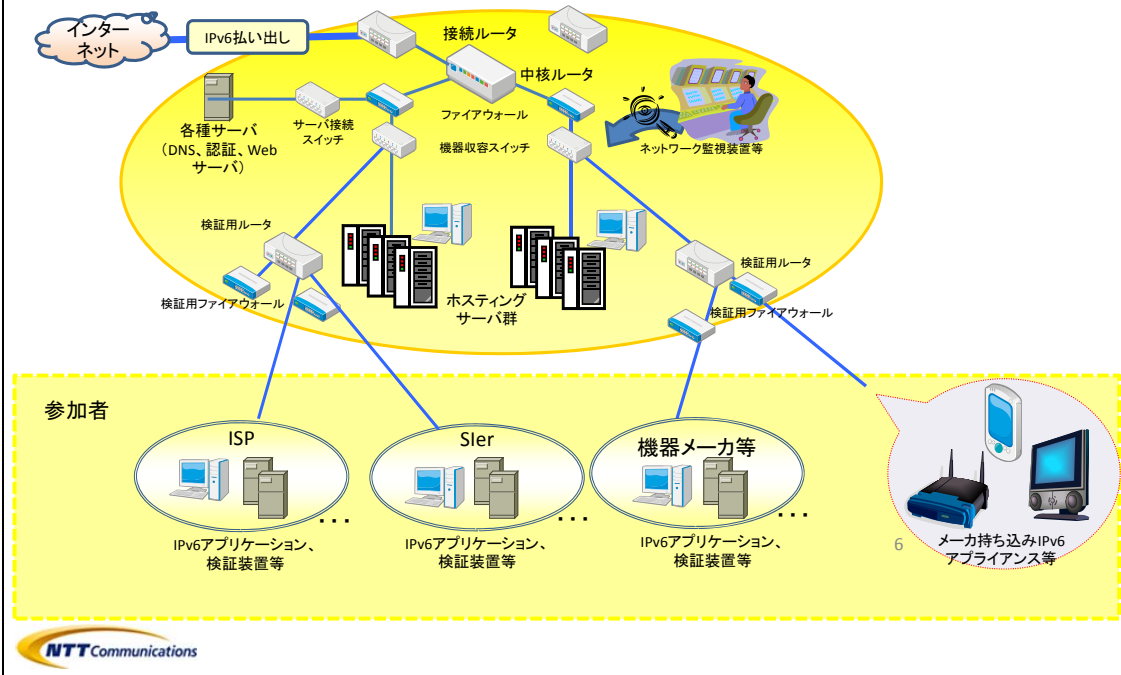 インター
ネット
IPv6払い出し
接続ルータ
中核ルータ
ファイアウォール
サーバ接続
スイッチ
各種サーバ
（DNS、認証、Web
サーバ）
機器収容スイッチ
ネットワーク監視装置等
検証用ルータ
検証用ファイアウォール
ホスティング
サーバ群
検証用ルータ
検証用ファイアウォール
参加者
ISP
SIer
機器メーカ等
・・・
・・・
・・・
IPv6アプリケーション、
検証装置等
IPv6アプリケーション、
検証装置等
IPv6アプリケーション、
検証装置等
6
メーカ持ち込みIPv6
アプライアンス等
NTT Communications